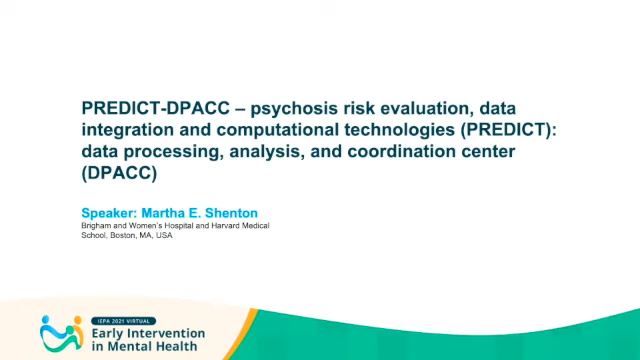 PREDICT-DPACC – psychosis risk evaluation, data
integration and computational technologies (PREDICT):
data processing, analysis, and coordination center
(DPACC)
Speaker: Martha E. Shenton
Brigham and Women's Hospital and Harvard Medical
School, Boston, MA, USA
IEPA 2021 VIRTUAL
Early Intervention
in Mental Health